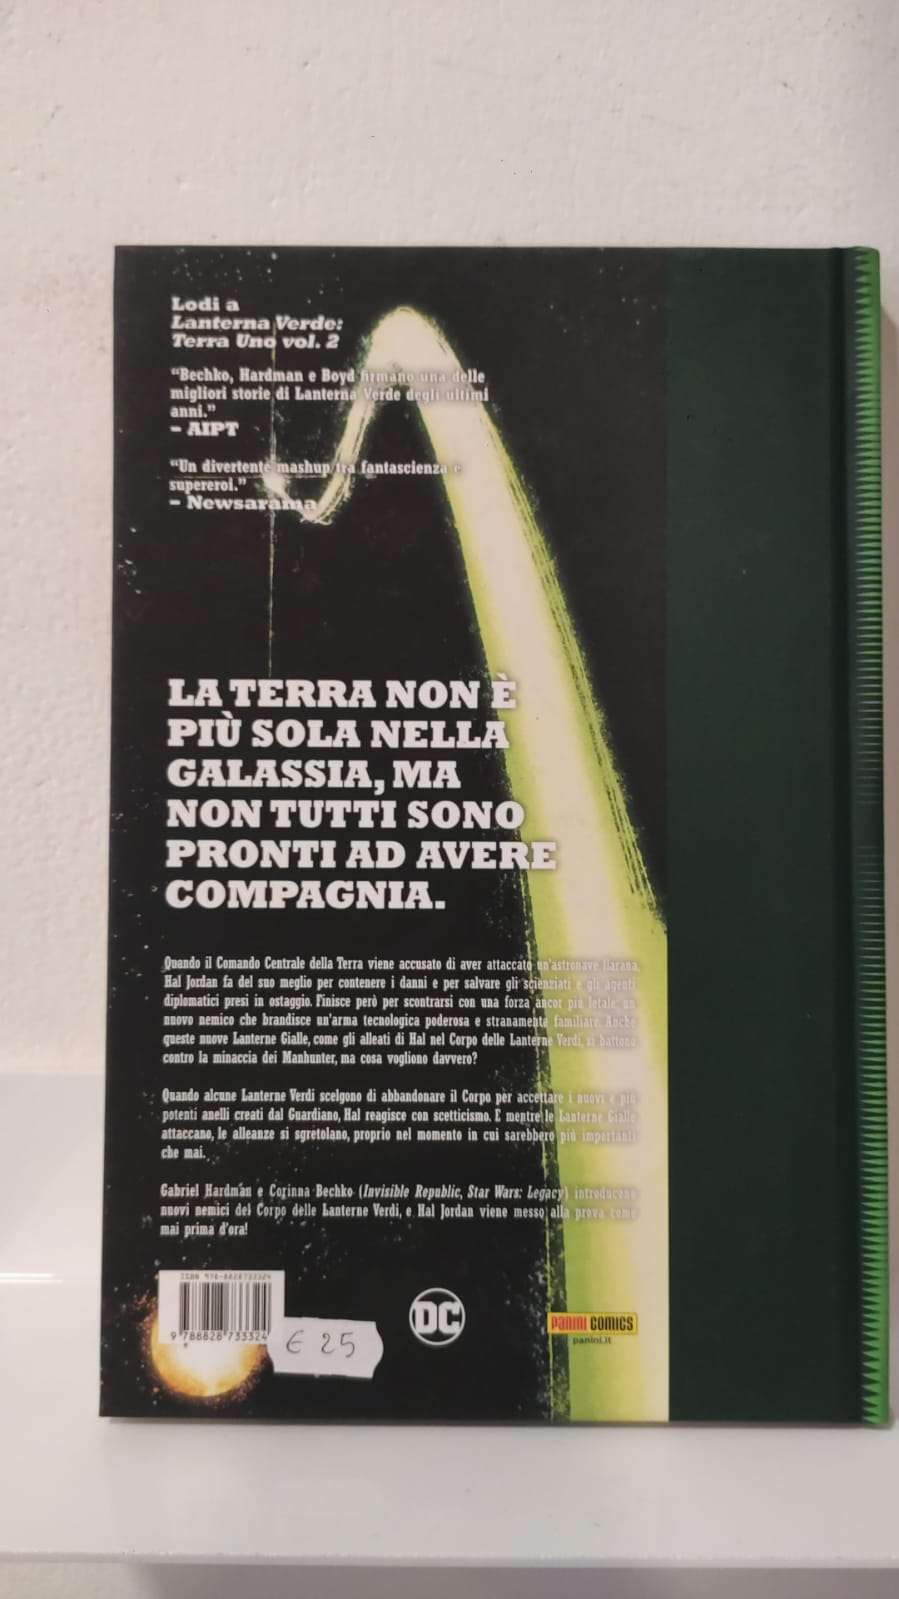 Lodi a
Lanterna Verde:
Terra Uno vol. 2
“Bechko, Hardman e Boyd firmano una delle
migliori storie di Lanterna Verde degli ultimi
anni.”
– AIPT
“Un divertente mashup tra fantascienza e
supereroi.”
– Newsarama
LA TERRA NON È
PIÙ SOLA NELLA
GALASSIA, MA
NON TUTTI SONO
PRONTI AD AVERE
COMPAGNIA.
Quando il Comando Centrale della Terra viene accusato di aver attaccato un'astronave
Hal Jordan fa del suo meglio per contenere i danni e per salvare gli scienziati e gli agenti
diplomatici presi in ostaggio. Finisce però per scontrarsi con una forza ancor più letale: un
nuovo nemico che brandisce un'arma tecnologica poderosa e stranamente familiare. Anche
queste nuove Lanterne Gialle, come gli alleati di Hal nel Corpo delle Lanterne Verdi, si battono
contro la minaccia dei Manhunter, ma cosa vogliono davvero?
Quando alcune Lanterne Verdi scelgono di abbandonare il Corpo per accettare i nuovi e più
potenti anelli creati dal Guardiano, Hal reagisce con scetticismo. E mentre le Lanterne Gialle
attaccano, le alleanze si sgretolano, proprio nel momento in cui sarebbero più importanti
che mai.
Gabriel Hardman e Corinna Bechko (Invisible Republic, Star Wars: Legacy) introducono
nuovi nemici del Corpo delle Lanterne Verdi, e Hal Jordan viene messo alla prova come
mai prima d'ora!
ISBN 978-8828733324
9 788828 733324
€ 25
DC
PANINI COMICS
panini.it